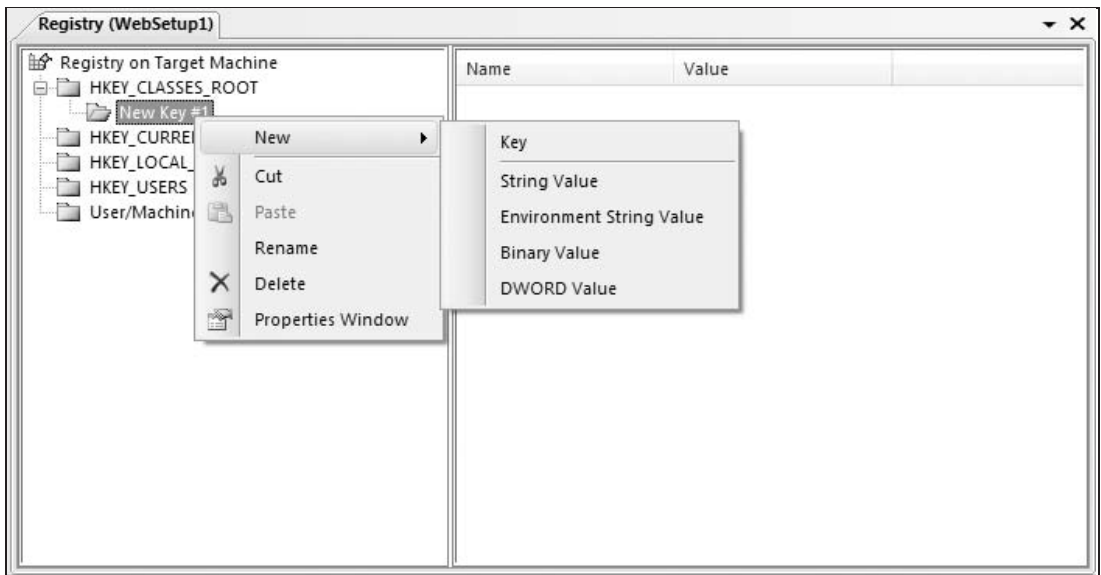 Registry (WebSetup1)
Registry on Target Machine
Name Value
HKEY_CLASSES_ROOT
New Key #1
HKEY_CURRE
HKEY_LOCAL_
HKEY_USERS
User/Machin
New
Cut
Paste
Rename
Delete
Properties Window
Key
String Value
Environment String Value
Binary Value
DWORD Value